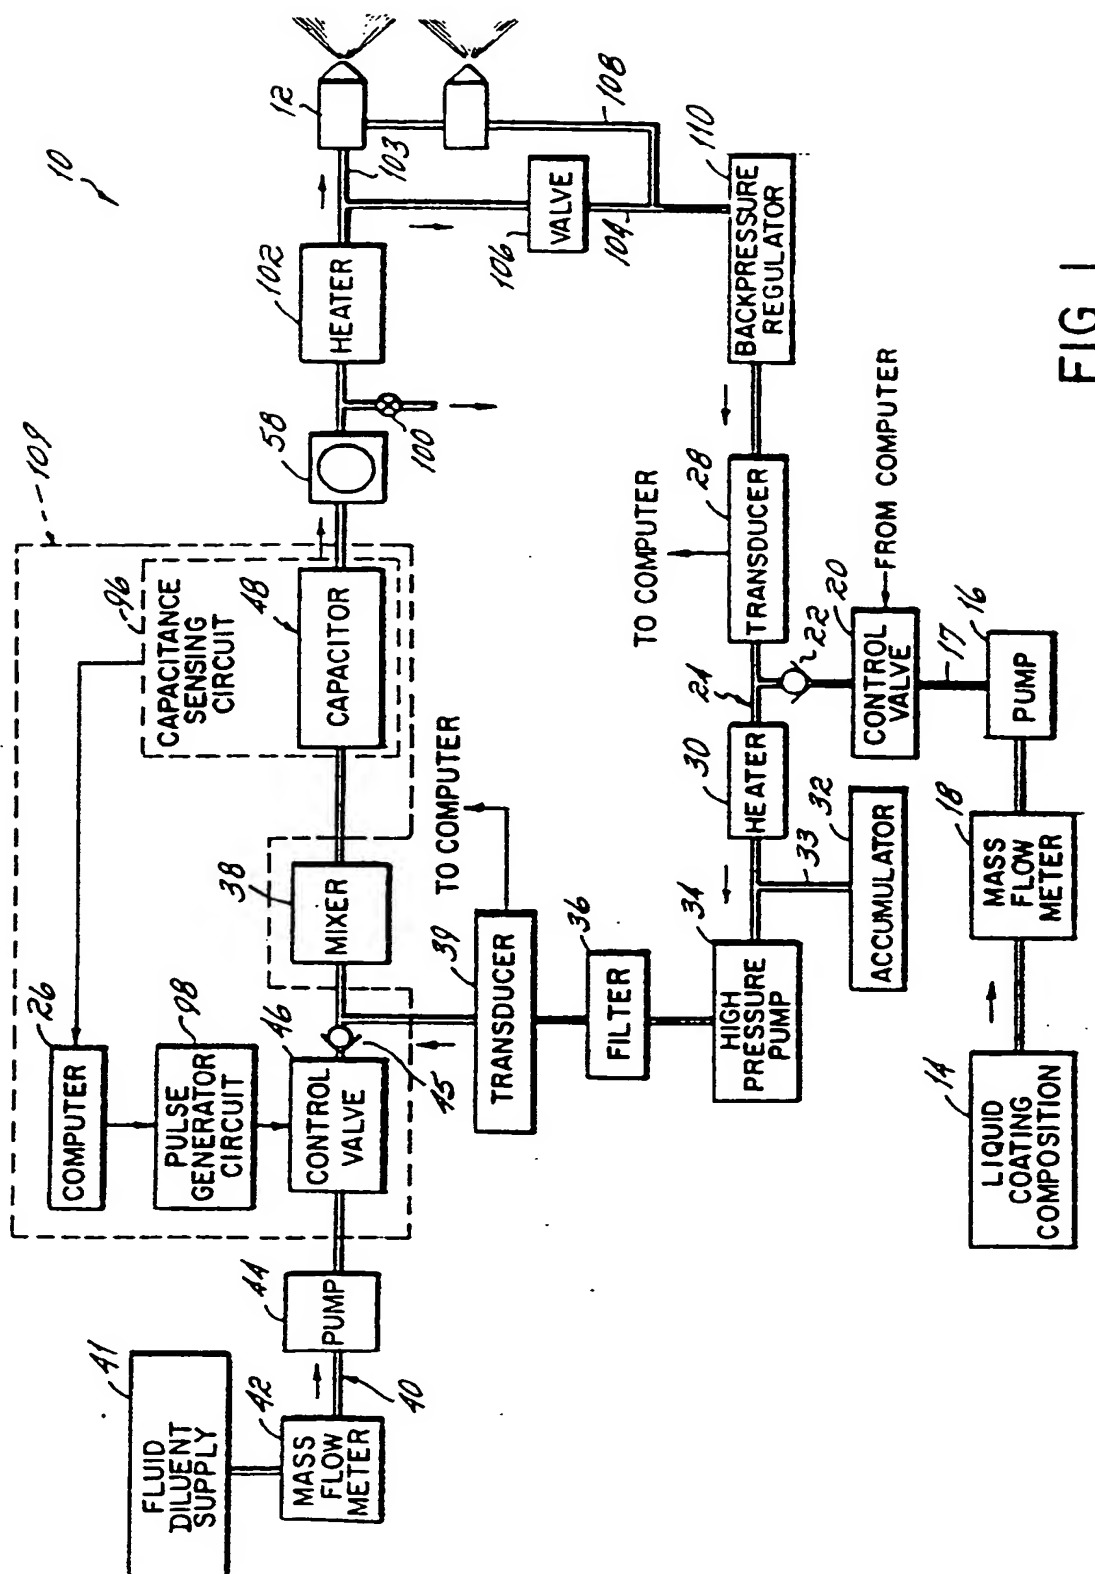 10
109
96
CAPACITANCE
SENSING
CIRCUIT
26
COMPUTER
98
PULSE
GENERATOR
CIRCUIT
46
CONTROL
VALVE
45
38
MIXER
48
CAPACITOR
58
100
102
HEATER
103
12
108
106
VALVE
104
110
BACKPRESSURE
REGULATOR
41
FLUID
DILUENT
SUPPLY
42
MASS
FLOW
METER
40
44
PUMP
TO COMPUTER
39
TRANSDUCER
36
FILTER
34
HIGH
PRESSURE
PUMP
33
32
ACCUMULATOR
30
HEATER
24
TO COMPUTER
28
TRANSDUCER
22
20
CONTROL
VALVE
FROM COMPUTER
17
16
PUMP
18
MASS
FLOW
METER
14
LIQUID
COATING
COMPOSITION
FIG. 1